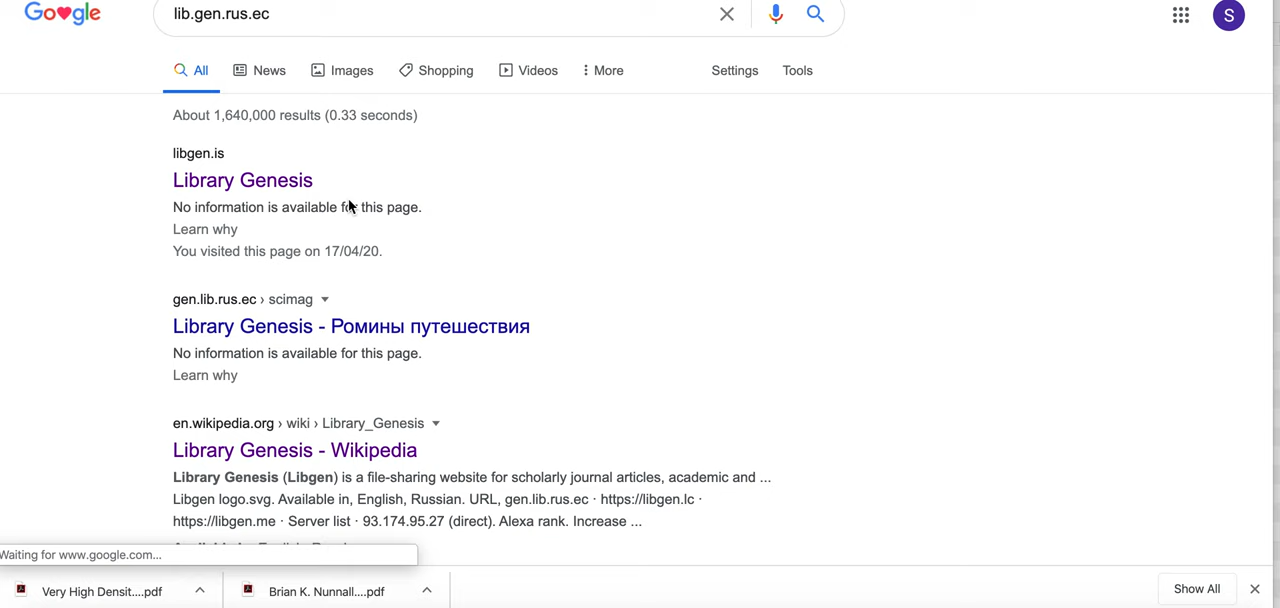 Google
lib.gen.rus.ec
S
All News Images Shopping Videos More Settings Tools
About 1,640,000 results (0.33 seconds)
libgen.is
Library Genesis
No information is available for this page.
Learn why
You visited this page on 17/04/20.
gen.lib.rus.ec › scimag
Library Genesis - Ромины путешествия
No information is available for this page.
Learn why
en.wikipedia.org › wiki › Library_Genesis
Library Genesis - Wikipedia
Library Genesis (Libgen) is a file-sharing website for scholarly journal articles, academic and ...
Libgen logo.svg. Available in, English, Russian. URL, gen.lib.rus.ec · https://libgen.lc ·
https://libgen.me · Server list · 93.174.95.27 (direct). Alexa rank. Increase ...
Waiting for www.google.com...
Very High Densit....pdf Brian K. Nunnall....pdf Show All